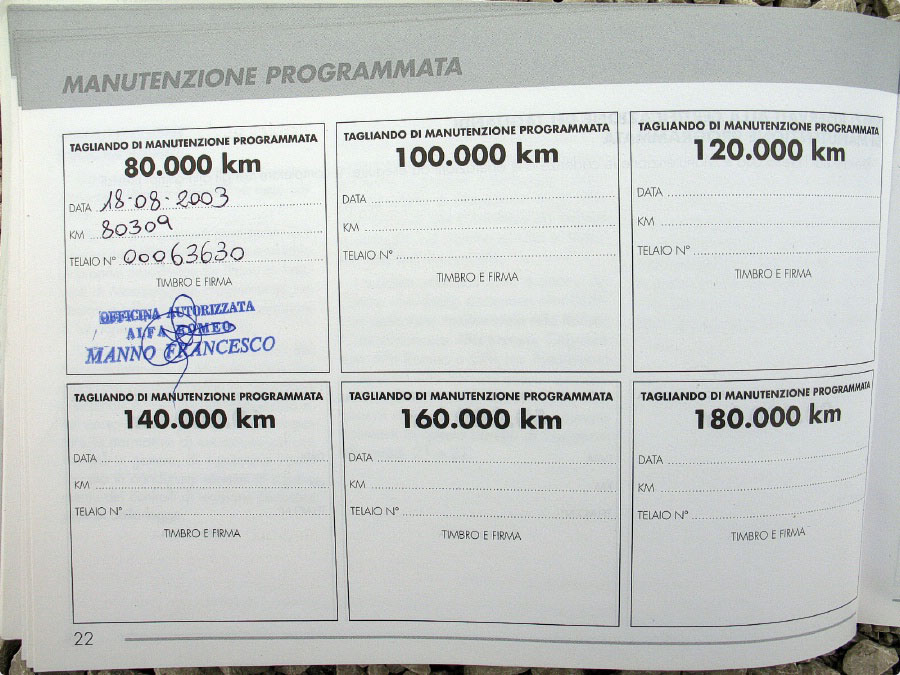 MANUTENZIONE PROGRAMMATA
TAGLIANDO DI MANUTENZIONE PROGRAMMATA
80.000 km
DATA 18-08-2003
KM 80309
TELAIO N° 00063630
TIMBRO E FIRMA
OFFICINA AUTORIZZATA
ALFA ROMEO
MANNO FRANCESCO
TAGLIANDO DI MANUTENZIONE PROGRAMMATA
100.000 km
DATA
KM
TELAIO N°
TIMBRO E FIRMA
TAGLIANDO DI MANUTENZIONE PROGRAMMATA
120.000 km
DATA
KM
TELAIO N°
TIMBRO E FIRMA
TAGLIANDO DI MANUTENZIONE PROGRAMMATA
140.000 km
DATA
KM
TELAIO N°
TIMBRO E FIRMA
TAGLIANDO DI MANUTENZIONE PROGRAMMATA
160.000 km
DATA
KM
TELAIO N°
TIMBRO E FIRMA
TAGLIANDO DI MANUTENZIONE PROGRAMMATA
180.000 km
DATA
KM
TELAIO N°
TIMBRO E FIRMA
22